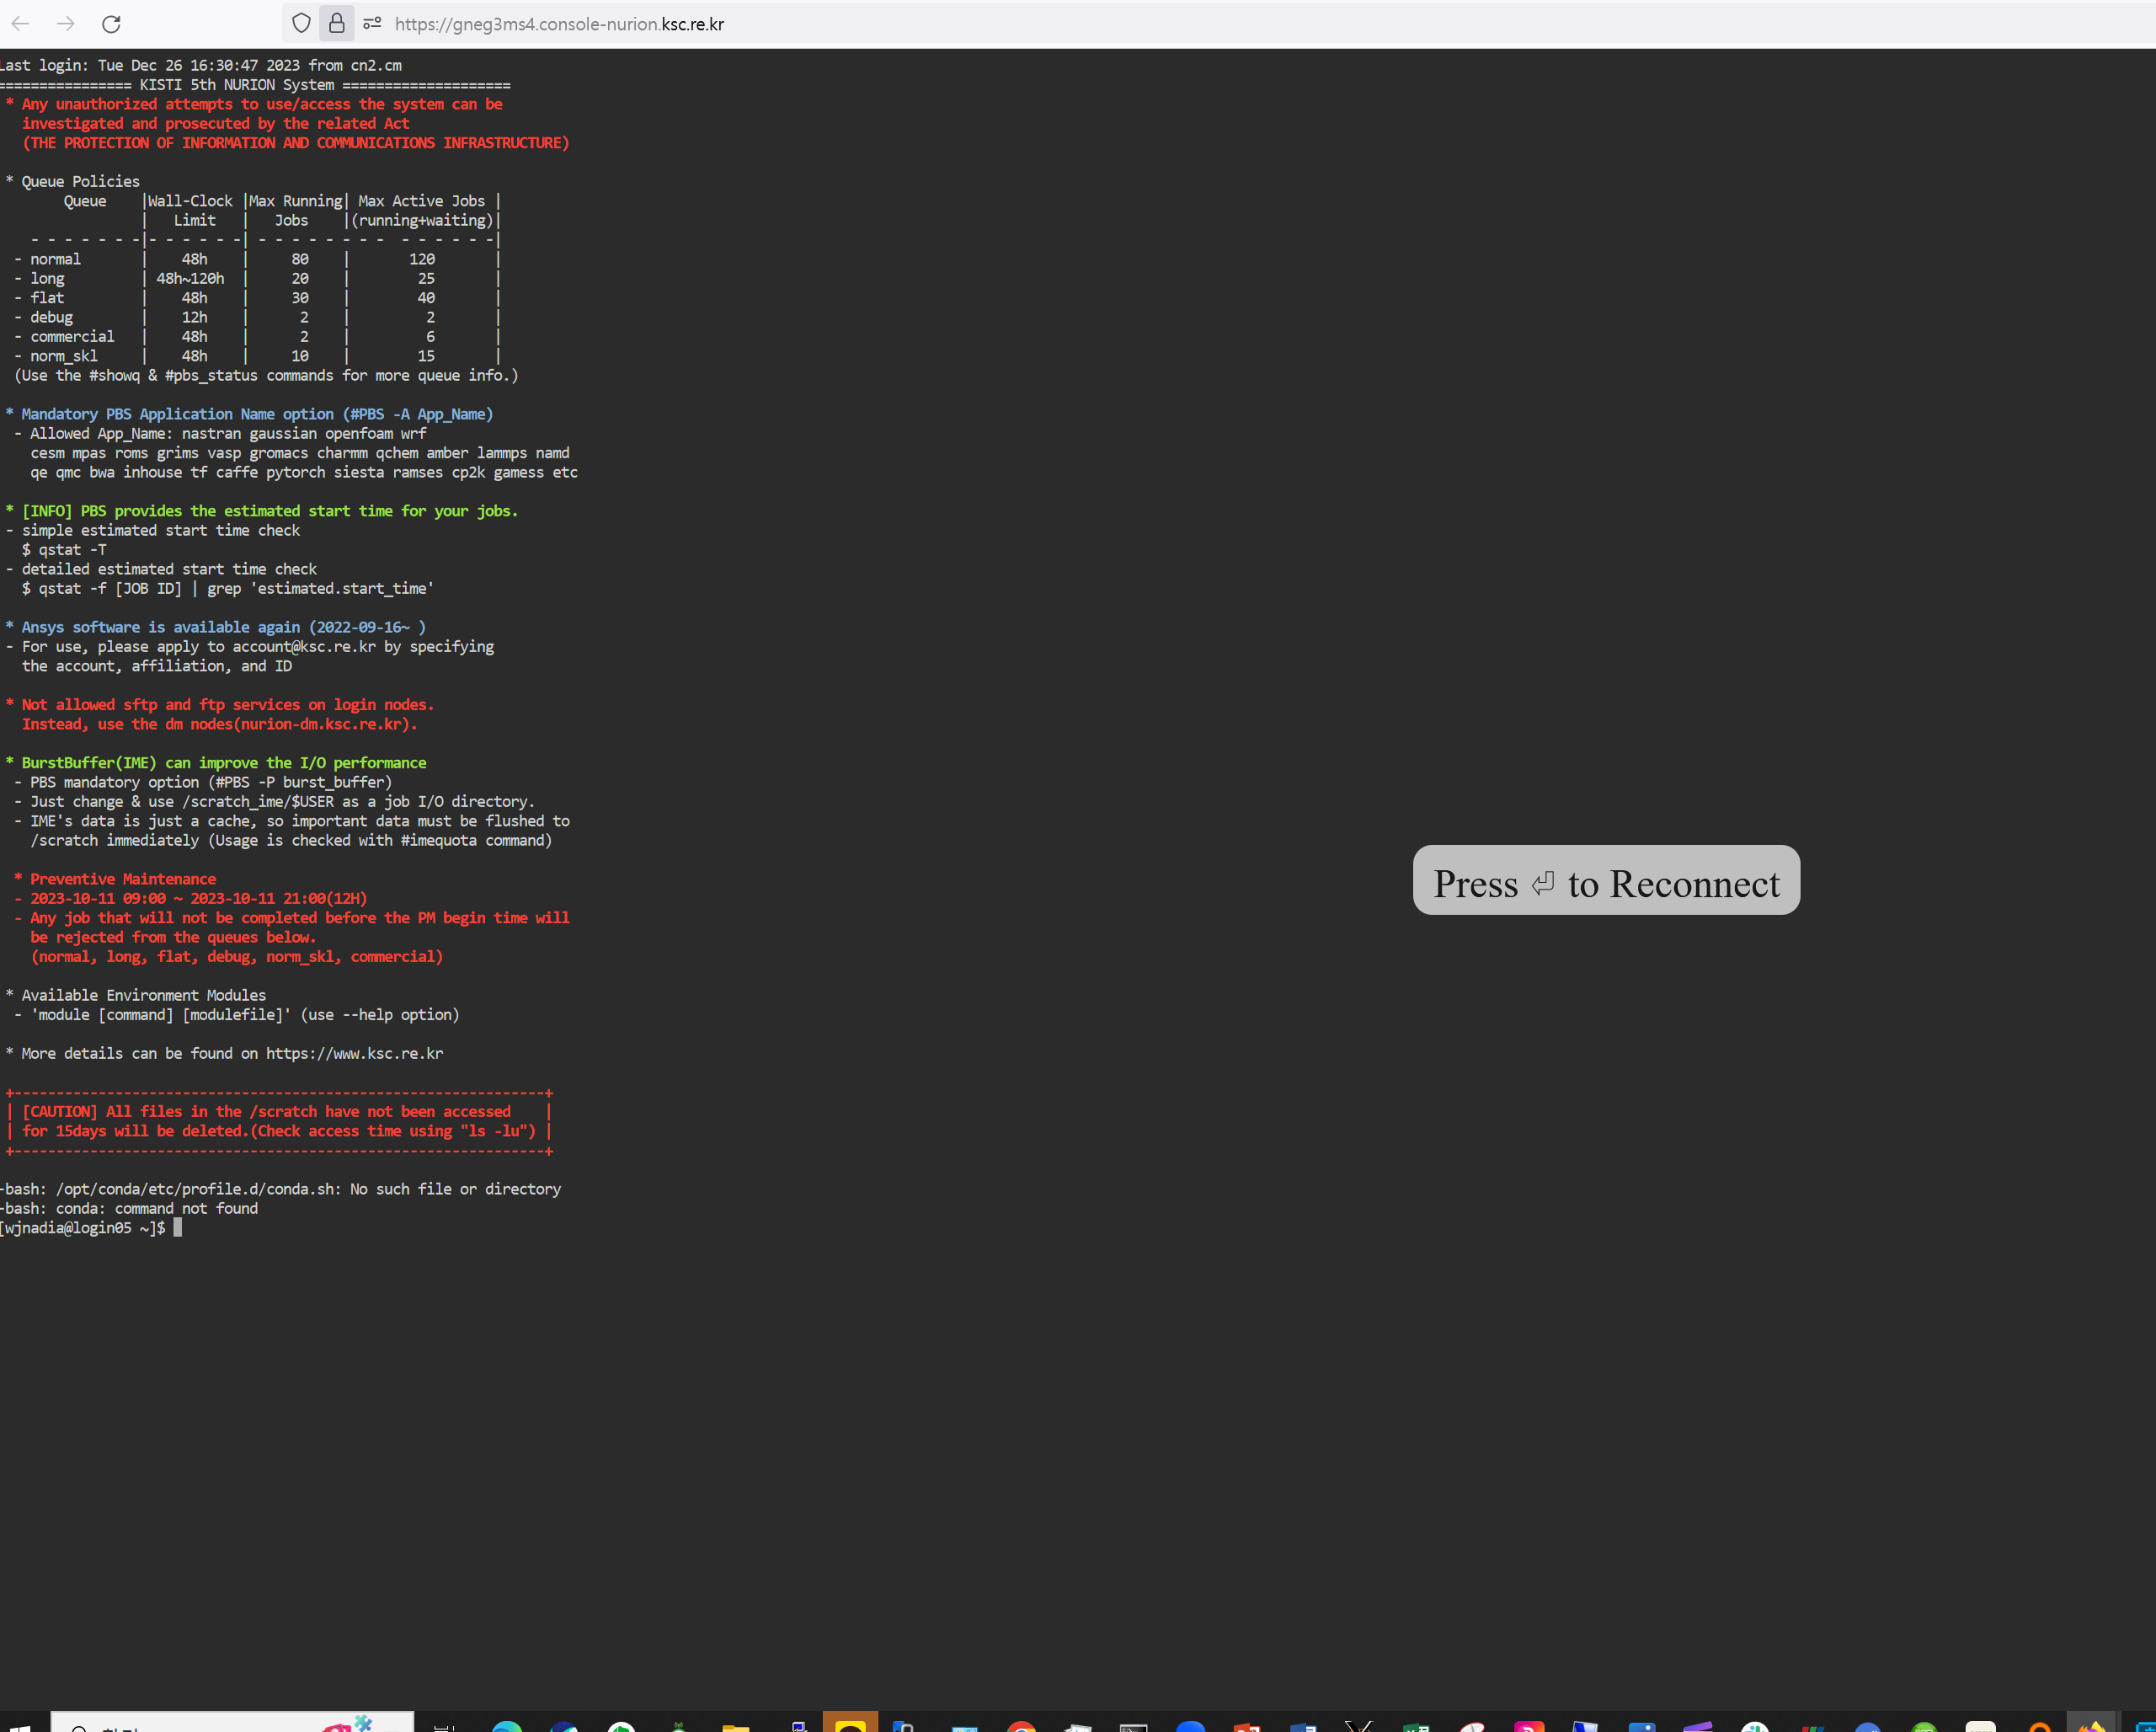 https://gneg3ms4.console-nurion.ksc.re.kr
Last login: Tue Dec 26 16:30:47 2023 from cn2.cm
================ KISTI 5th NURION System ====================
* Any unauthorized attempts to use/access the system can be
investigated and prosecuted by the related Act
(THE PROTECTION OF INFORMATION AND COMMUNICATIONS INFRASTRUCTURE)
* Queue Policies
Queue |Wall-Clock |Max Running| Max Active Jobs |
| Limit | Jobs |(running+waiting)|
- - - - - - -|- - - - - -| - - - - - - - - - - - - - -|
- normal | 48h | 80 | 120 |
- long | 48h~120h | 20 | 25 |
- flat | 48h | 30 | 40 |
- debug | 12h | 2 | 2 |
- commercial | 48h | 2 | 6 |
- norm_skl | 48h | 10 | 15 |
(Use the #showq & #pbs_status commands for more queue info.)
* Mandatory PBS Application Name option (#PBS -A App_Name)
- Allowed App_Name: nastran gaussian openfoam wrf
cesm mpas roms grims vasp gromacs charmm qchem amber lammps namd
qe qmc bwa inhouse tf caffe pytorch siesta ramses cp2k gamess etc
* [INFO] PBS provides the estimated start time for your jobs.
- simple estimated start time check
$ qstat -T
- detailed estimated start time check
$ qstat -f [JOB ID] | grep 'estimated.start_time'
* Ansys software is available again (2022-09-16~ )
- For use, please apply to account@ksc.re.kr by specifying
the account, affiliation, and ID
* Not allowed sftp and ftp services on login nodes.
Instead, use the dm nodes(nurion-dm.ksc.re.kr).
* BurstBuffer(IME) can improve the I/O performance
- PBS mandatory option (#PBS -P burst_buffer)
- Just change & use /scratch_ime/$USER as a job I/O directory.
- IME's data is just a cache, so important data must be flushed to
/scratch immediately (Usage is checked with #imequota command)
Press ⏎ to Reconnect
* Preventive Maintenance
- 2023-10-11 09:00 ~ 2023-10-11 21:00(12H)
- Any job that will not be completed before the PM begin time will
be rejected from the queues below.
(normal, long, flat, debug, norm_skl, commercial)
* Available Environment Modules
- 'module [command] [modulefile]' (use --help option)
* More details can be found on https://www.ksc.re.kr
+---------------------------------------------------------------+
| [CAUTION] All files in the /scratch have not been accessed |
| for 15days will be deleted.(Check access time using "ls -lu") |
+---------------------------------------------------------------+
-bash: /opt/conda/etc/profile.d/conda.sh: No such file or directory
-bash: conda: command not found
[wjnadia@login05 ~]$